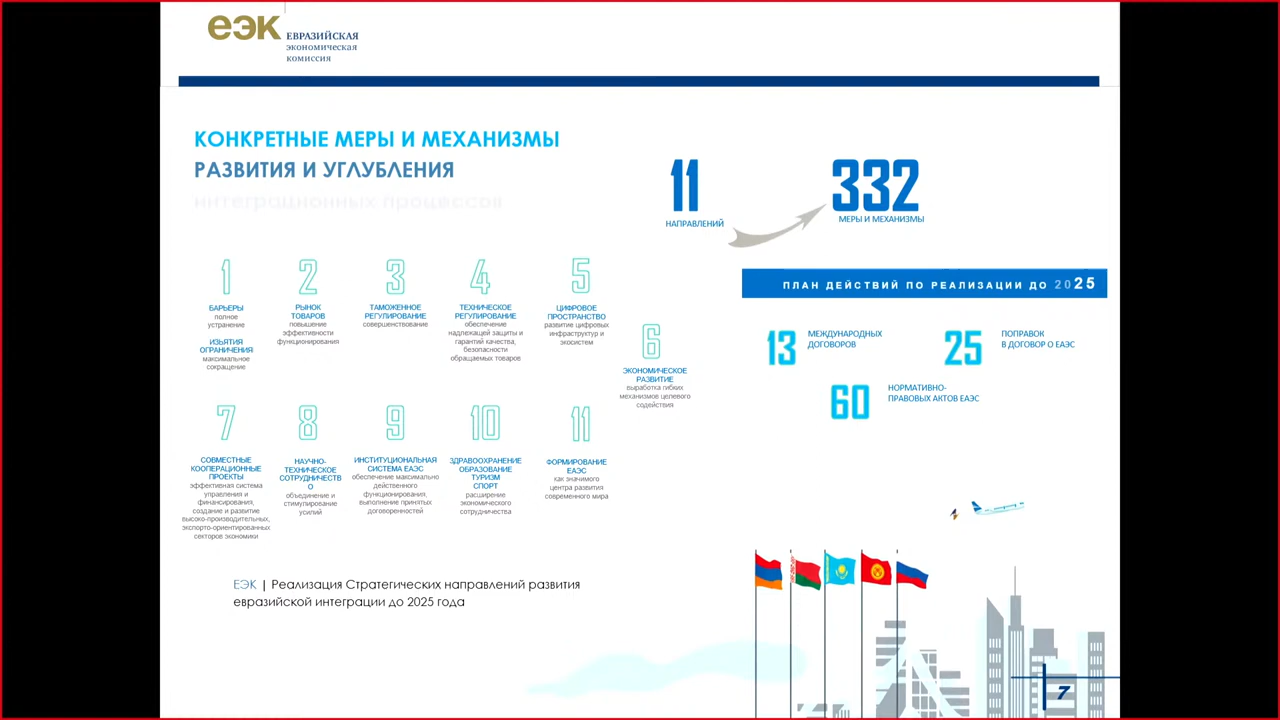 еэк
ЕВРАЗИЙСКАЯ
ЭКОНОМИЧЕСКАЯ
КОМИССИЯ
КОНКРЕТНЫЕ МЕРЫ И МЕХАНИЗМЫ
РАЗВИТИЯ И УГЛУБЛЕНИЯ
интеграционных процессов
11
НАПРАВЛЕНИЙ
332
МЕРЫ И МЕХАНИЗМЫ
ПЛАН ДЕЙСТВИЙ ПО РЕАЛИЗАЦИИ ДО 2025
13
МЕЖДУНАРОДНЫХ
ДОГОВОРОВ
25
ПОПРАВОК
В ДОГОВОР О ЕАЭС
60
НОРМАТИВНО-
ПРАВОВЫХ АКТОВ ЕАЭС
1
БАРЬЕРЫ
полное
устранение
ИЗЪЯТИЯ
ОГРАНИЧЕНИЯ
максимальное
сокращение
2
РЫНОК
ТОВАРОВ
повышение
эффективности
функционирования
3
ТАМОЖЕННОЕ
РЕГУЛИРОВАНИЕ
совершенствование
4
ТЕХНИЧЕСКОЕ
РЕГУЛИРОВАНИЕ
обеспечение
надлежащей защиты и
гарантий качества,
безопасности
обращаемых товаров
5
ЦИФРОВОЕ
ПРОСТРАНСТВО
развитие цифровых
инфраструктур и
экосистем
6
ЭКОНОМИЧЕСКОЕ
РАЗВИТИЕ
выработка гибких
механизмов целевого
содействия
7
СОВМЕСТНЫЕ
КООПЕРАЦИОННЫЕ
ПРОЕКТЫ
эффективная система
управления и
финансирования,
создание и развитие
высоко-производительных,
экспорто-ориентированных
секторов экономики
8
НАУЧНО-
ТЕХНИЧЕСКОЕ
СОТРУДНИЧЕСТВ
О
объединение и
стимулирование
усилий
9
ИНСТИТУЦИОНАЛЬНАЯ
СИСТЕМА ЕАЭС
обеспечение максимально
действенного
функционирования,
выполнение принятых
договоренностей
10
ЗДРАВООХРАНЕНИЕ
ОБРАЗОВАНИЕ
ТУРИЗМ
СПОРТ
расширение
экономического
сотрудничества
11
ФОРМИРОВАНИЕ
ЕАЭС
как значимого
центра развития
современного мира
ЕЭК | Реализация Стратегических направлений развития
евразийской интеграции до 2025 года
7